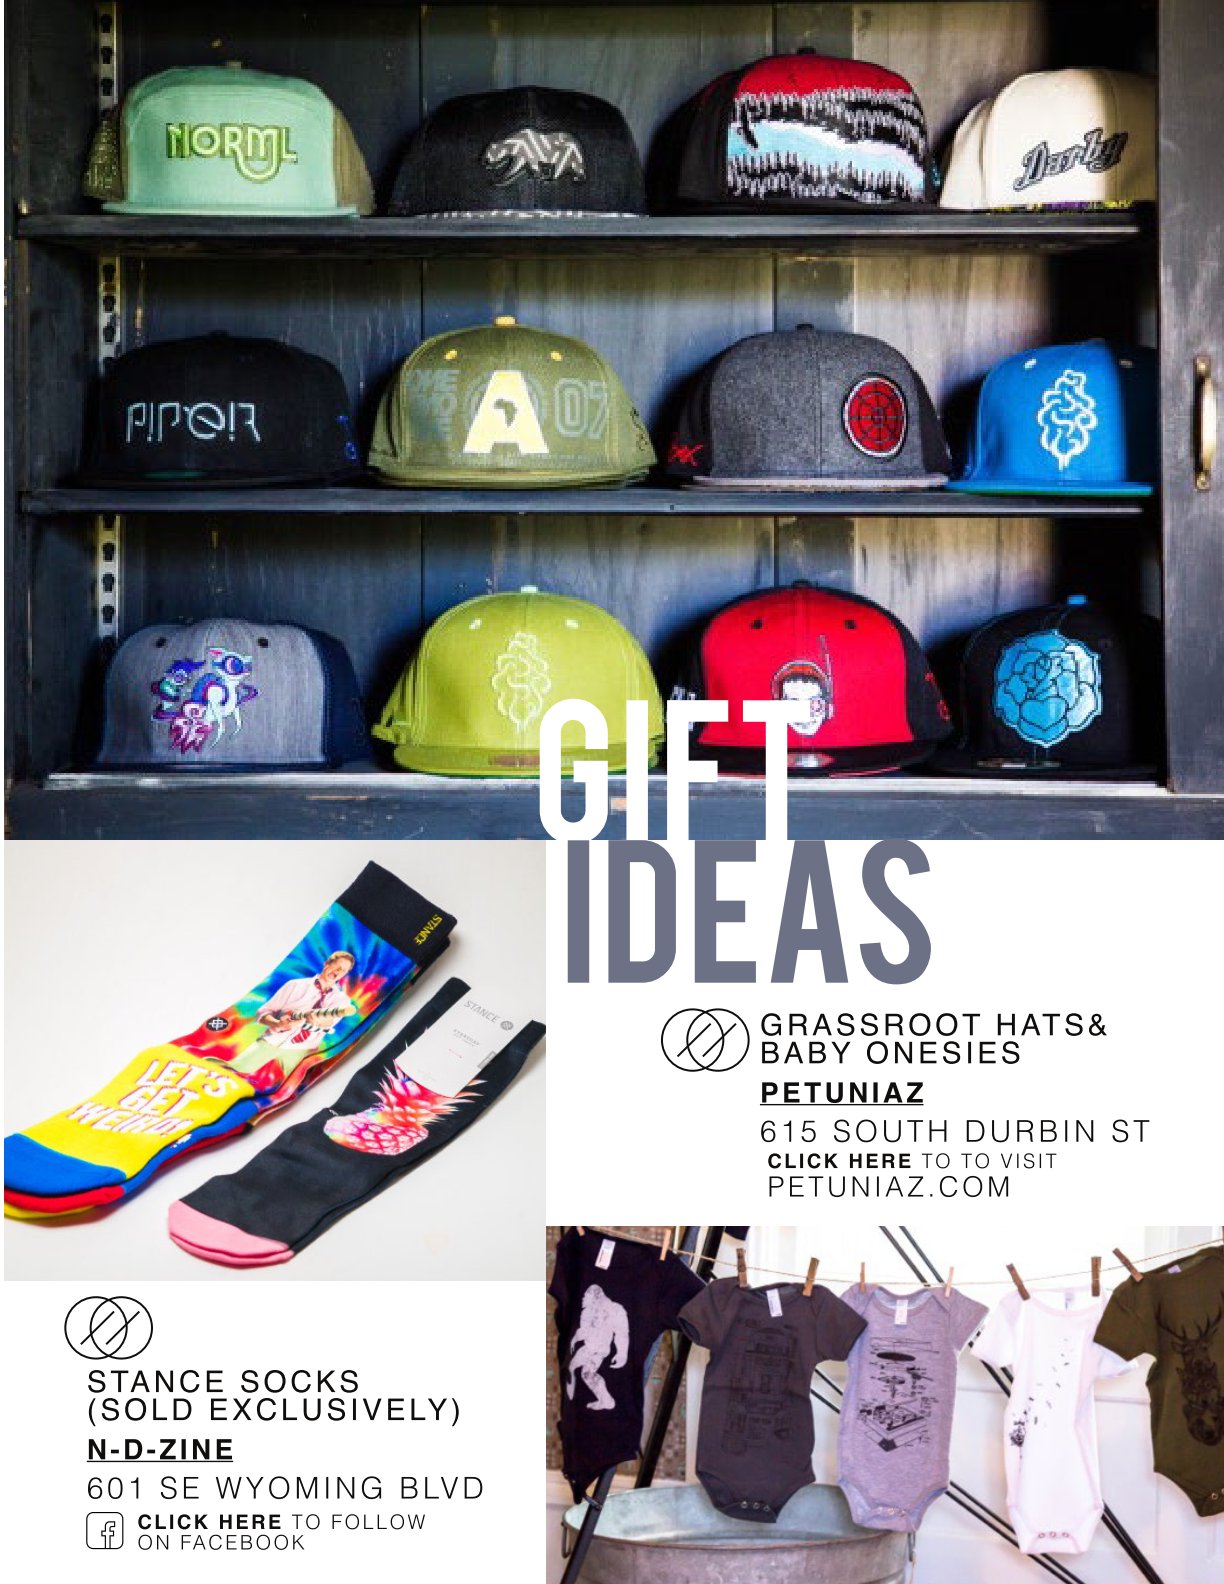 NORML
Darby
PIPER
A
07
GIFT
IDEAS
STANCE
STANCE
LET'S
GET
WEIRD!
GRASSROOT HATS&
BABY ONESIES
PETUNIAZ
615 SOUTH DURBIN ST
CLICK HERE TO TO VISIT
PETUNIAZ.COM
STANCE SOCKS
(SOLD EXCLUSIVELY)
N-D-ZINE
601 SE WYOMING BLVD
CLICK HERE TO FOLLOW
ON FACEBOOK